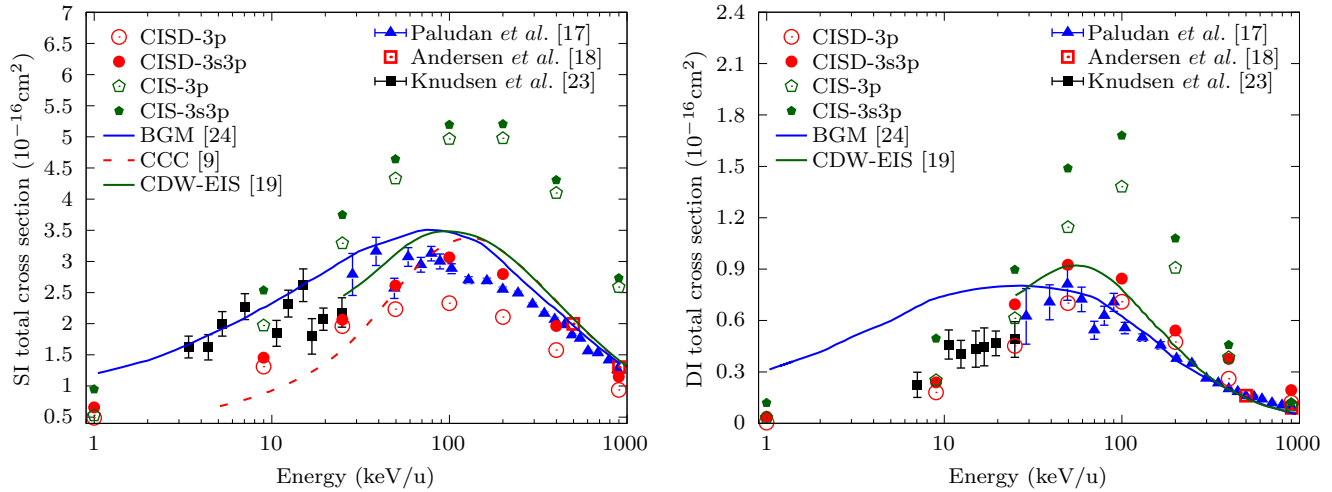 CISD-3p
CISD-3s3p
CIS-3p
CIS-3s3p
BGM [24]
CCC [9]
CDW-EIS [19]
Paludan et al. [17]
Andersen et al. [18]
Knudsen et al. [23]
SI total cross section (10⁻¹⁶cm²)
7
6.5
6
5.5
5
4.5
4
3.5
3
2.5
2
1.5
1
0.5
1
10
100
1000
Energy (keV/u)
CISD-3p
CISD-3s3p
CIS-3p
CIS-3s3p
BGM [24]
CDW-EIS [19]
Paludan et al. [17]
Andersen et al. [18]
Knudsen et al. [23]
DI total cross section (10⁻¹⁶cm²)
2.4
2.1
1.8
1.5
1.2
0.9
0.6
0.3
0
1
10
100
1000
Energy (keV/u)